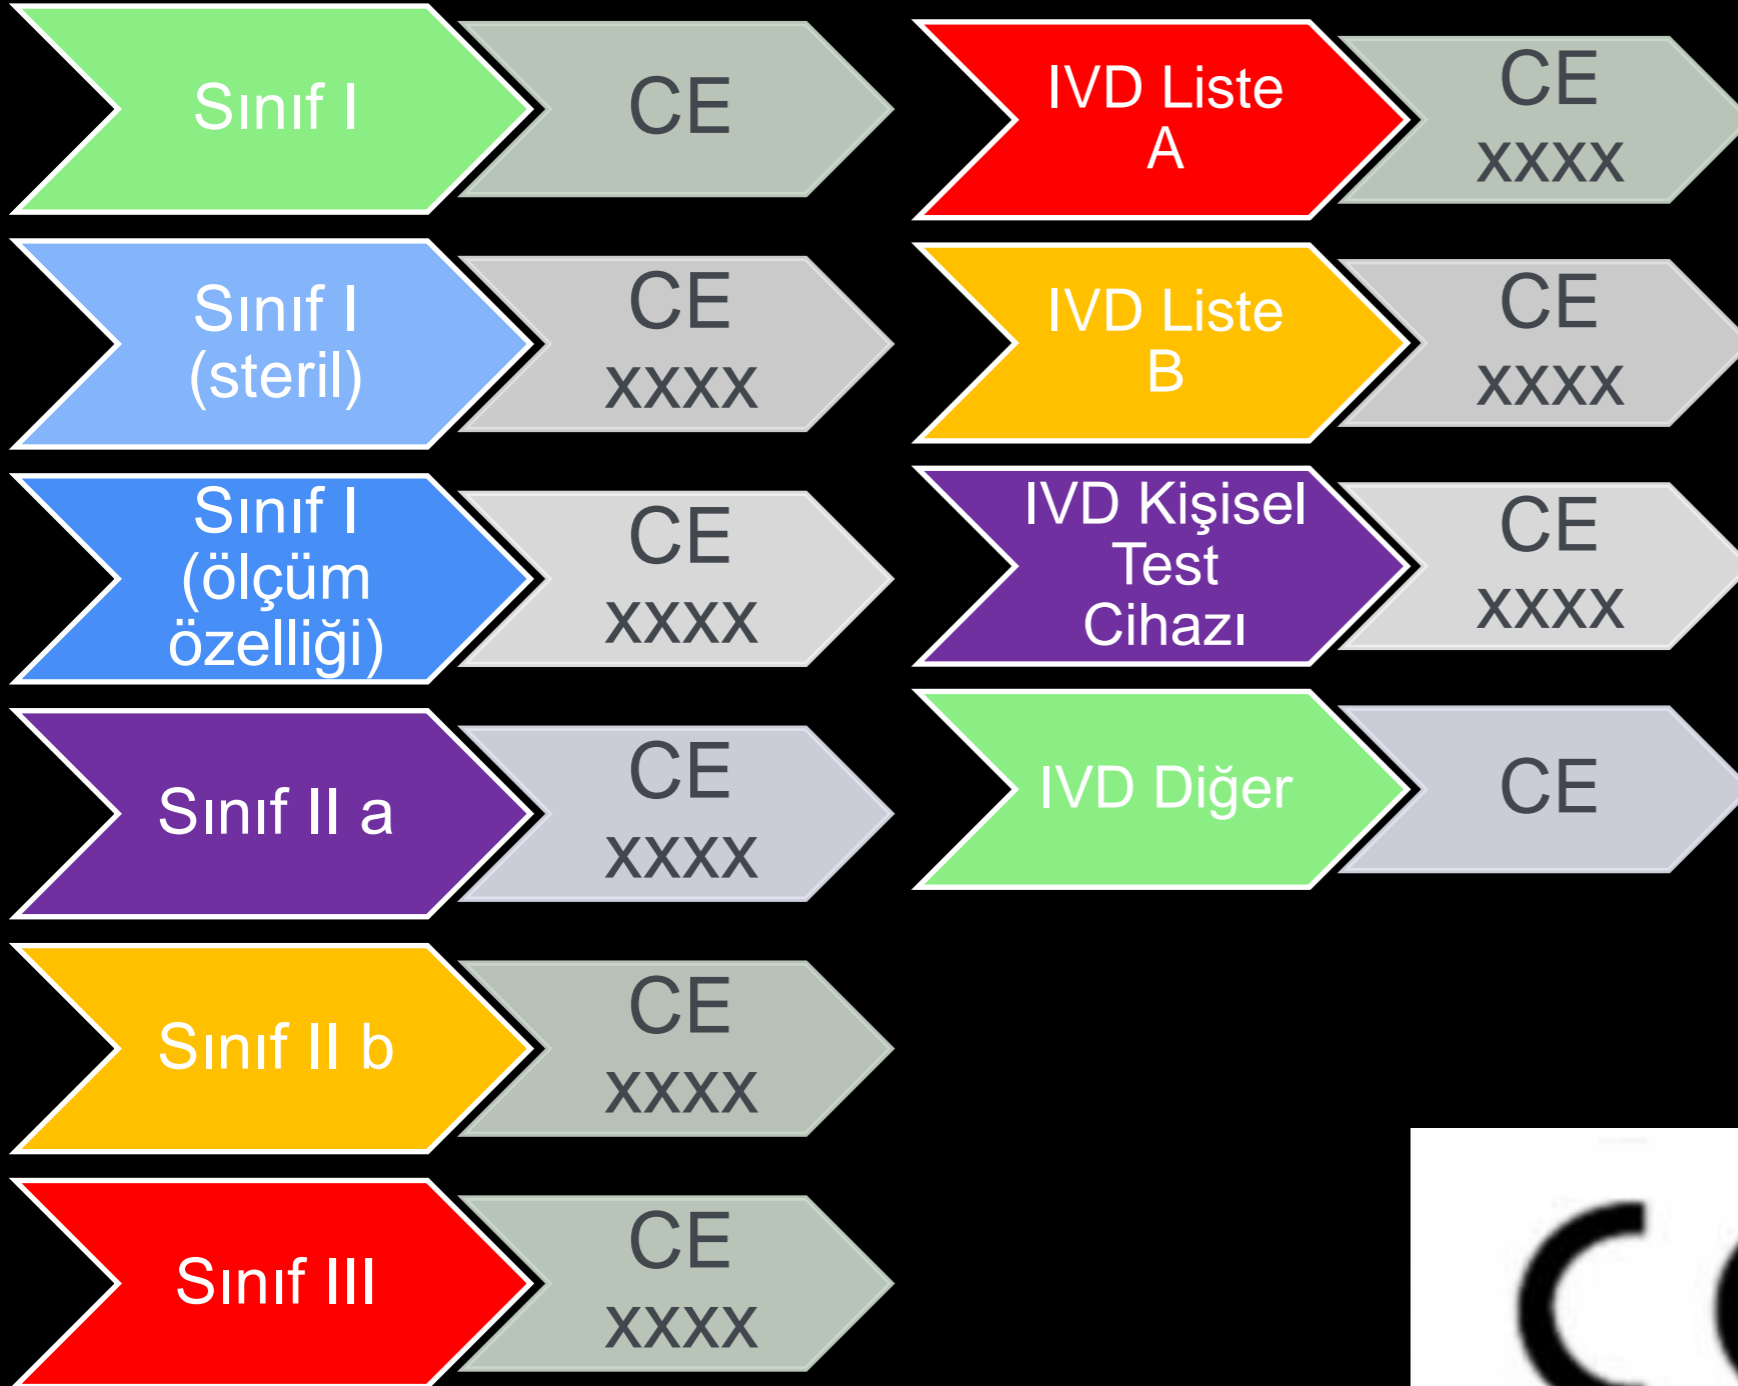 Sınıf I
CE
Sınıf I
(steril)
CE
xxxx
Sınıf I
(ölçüm
özelliği)
CE
xxxx
Sınıf II a
CE
xxxx
Sınıf II b
CE
xxxx
Sınıf III
CE
xxxx
IVD Liste
A
CE
xxxx
IVD Liste
B
CE
xxxx
IVD Kişisel
Test
Cihazı
CE
xxxx
IVD Diğer
CE